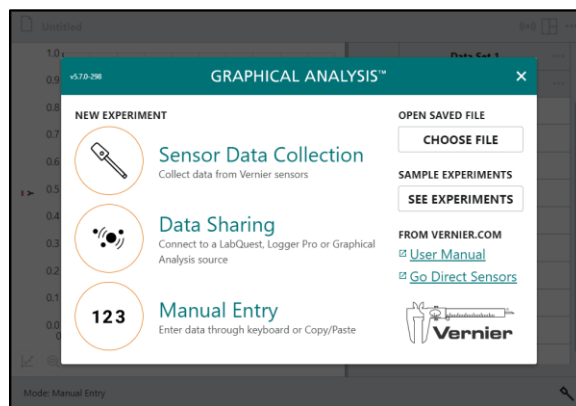 Untitled
1.0
Data Set 1
v5.7.0-298
GRAPHICAL ANALYSIS™
×
0.9
0.8
0.7
0.6
0.5
0.4
0.3
0.2
0.1
0.0
0
Y
NEW EXPERIMENT
Sensor Data Collection
Collect data from Vernier sensors
Data Sharing
Connect to a LabQuest, Logger Pro or Graphical
Analysis source
123
Manual Entry
Enter data through keyboard or Copy/Paste
OPEN SAVED FILE
CHOOSE FILE
SAMPLE EXPERIMENTS
SEE EXPERIMENTS
FROM VERNIER.COM
User Manual
Go Direct Sensors
Vernier
Mode: Manual Entry